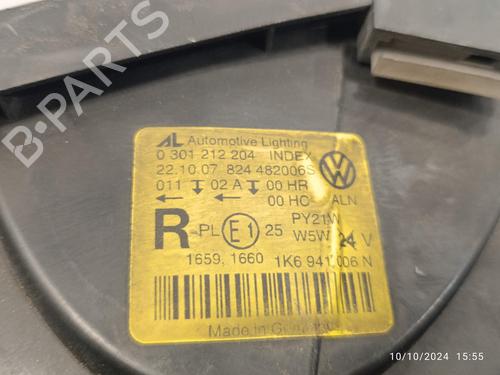 AL Automotive Lighting
0 301 212 204 INDEX
22.10.07 824 482006S
011 02 A 00 HR
00 HC ALN
R PL E1 25 PY21W
W5W 24 V
1659, 1660 1K6 941 006 N
Made in Germany
B-PARTS
10/10/2024 15:55